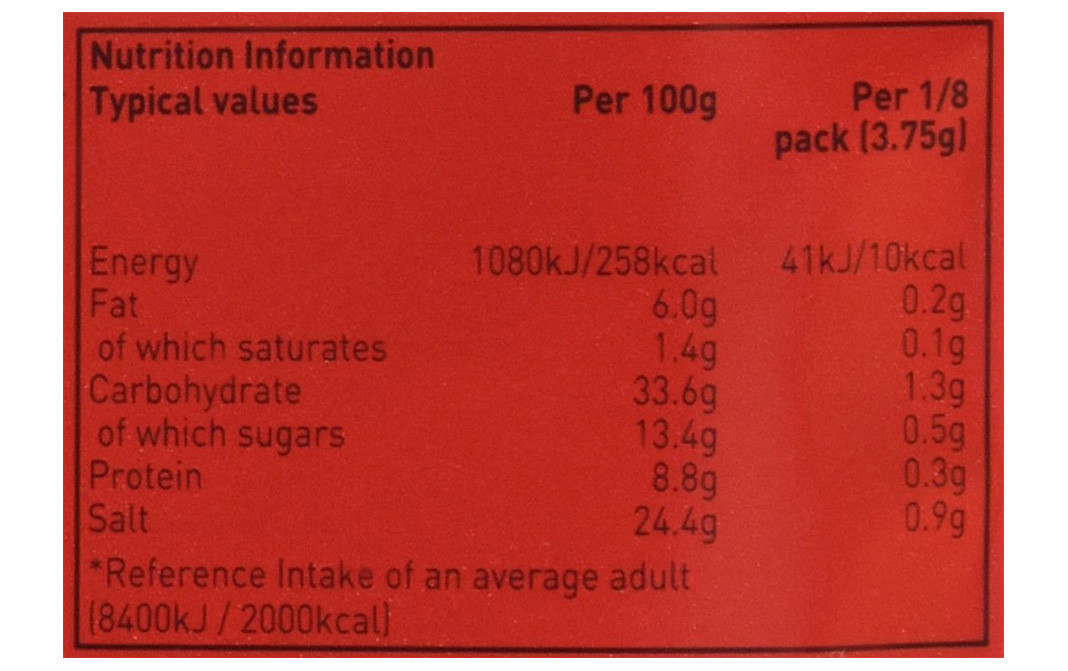 Nutrition Information
Typical values Per 100g Per 1/8
pack (3.75g)
Energy 1080kJ/258kcal 41kJ/10kcal
Fat 6.0g 0.2g
of which saturates 1.4g 0.1g
Carbohydrate 33.6g 1.3g
of which sugars 13.4g 0.5g
Protein 8.8g 0.3g
Salt 24.4g 0.9g
*Reference Intake of an average adult
(8400kJ / 2000kcal)